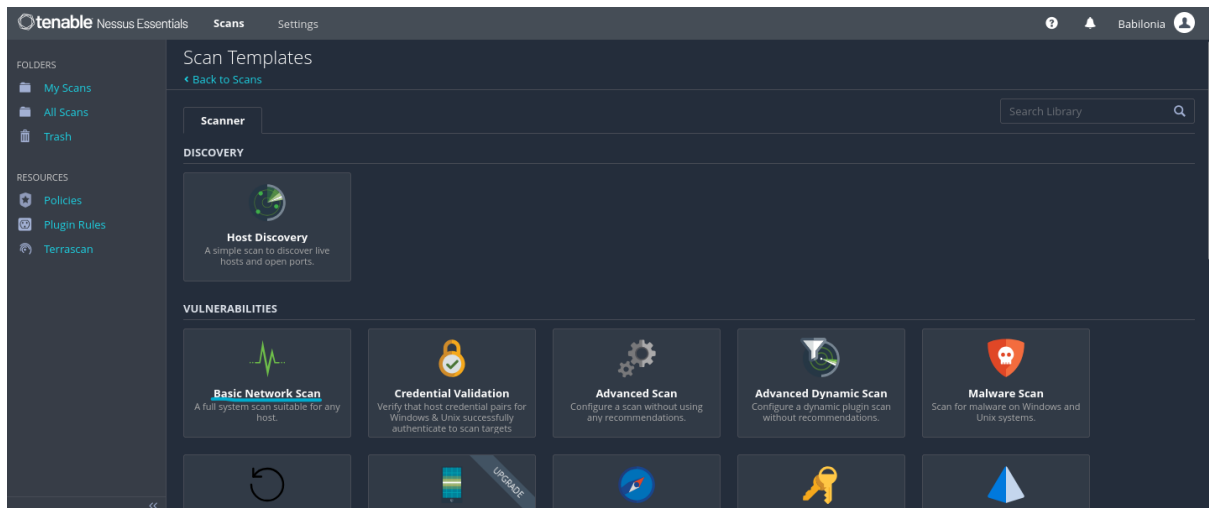 tenable Nessus Essentials Scans Settings Babilonia
FOLDERS
My Scans
All Scans
Trash
RESOURCES
Policies
Plugin Rules
Terrascan
Scan Templates
Back to Scans
Scanner
Search Library
DISCOVERY
Host Discovery
A simple scan to discover live
hosts and open ports.
VULNERABILITIES
Basic Network Scan
A full system scan suitable for any
host.
Credential Validation
Verify that host credential pairs for
Windows & Unix successfully
authenticate to scan targets
Advanced Scan
Configure a scan without using
any recommendations.
Advanced Dynamic Scan
Configure a dynamic plugin scan
without recommendations.
Malware Scan
Scan for malware on Windows and
Unix systems.
UPGRADE